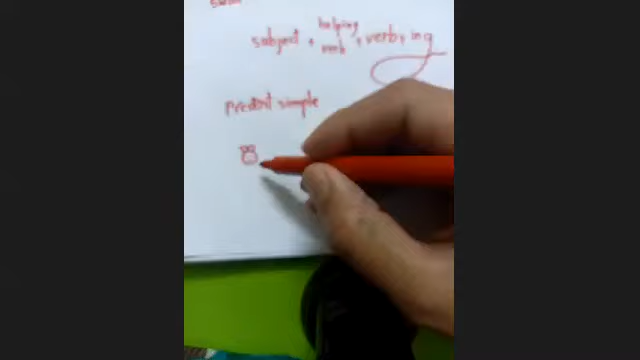 subject + helping verb + verb + ing
present simple